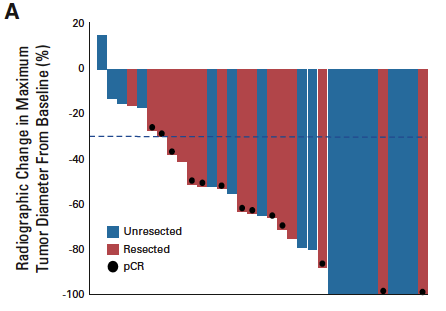 A
Radiographic Change in Maximum
Tumor Diameter From Baseline (%)
20
0
-20
-40
-60
-80
-100
Unresected
Resected
pCR